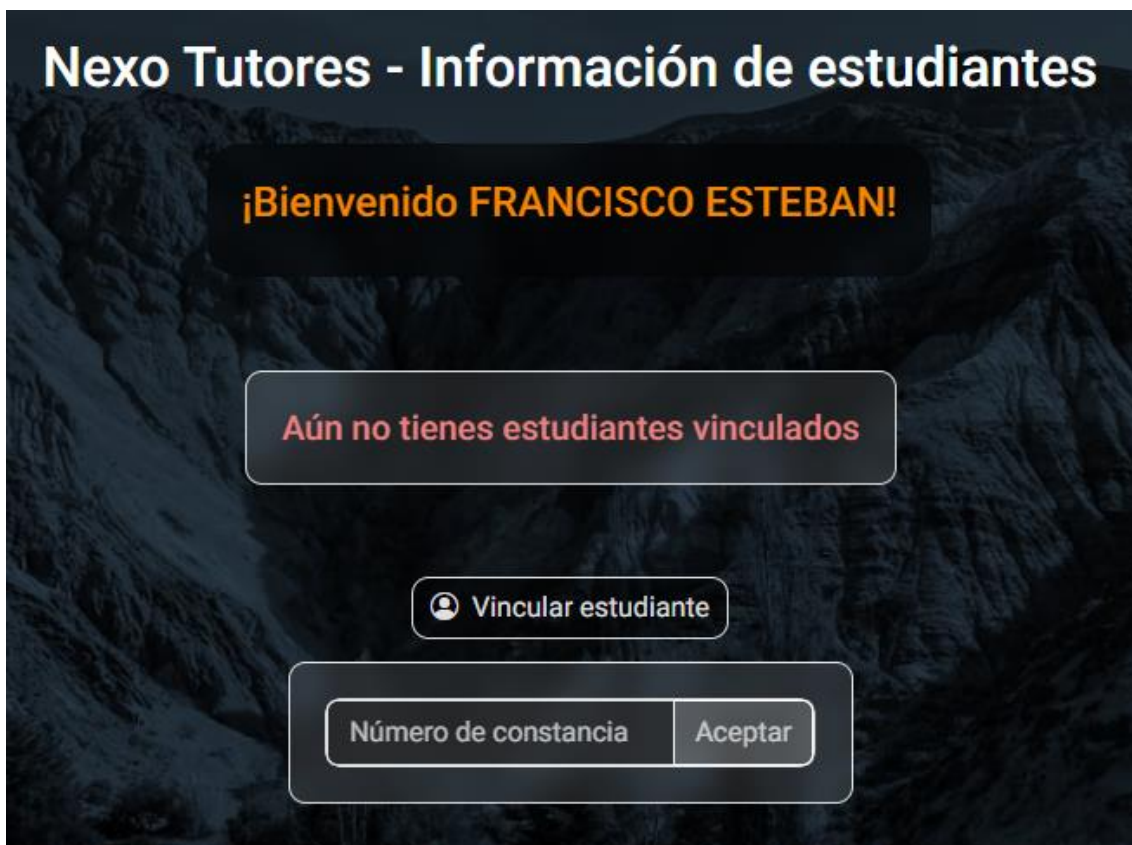 Nexo Tutores - Información de estudiantes
¡Bienvenido FRANCISCO ESTEBAN!
Aún no tienes estudiantes vinculados
Vincular estudiante
Número de constancia Aceptar